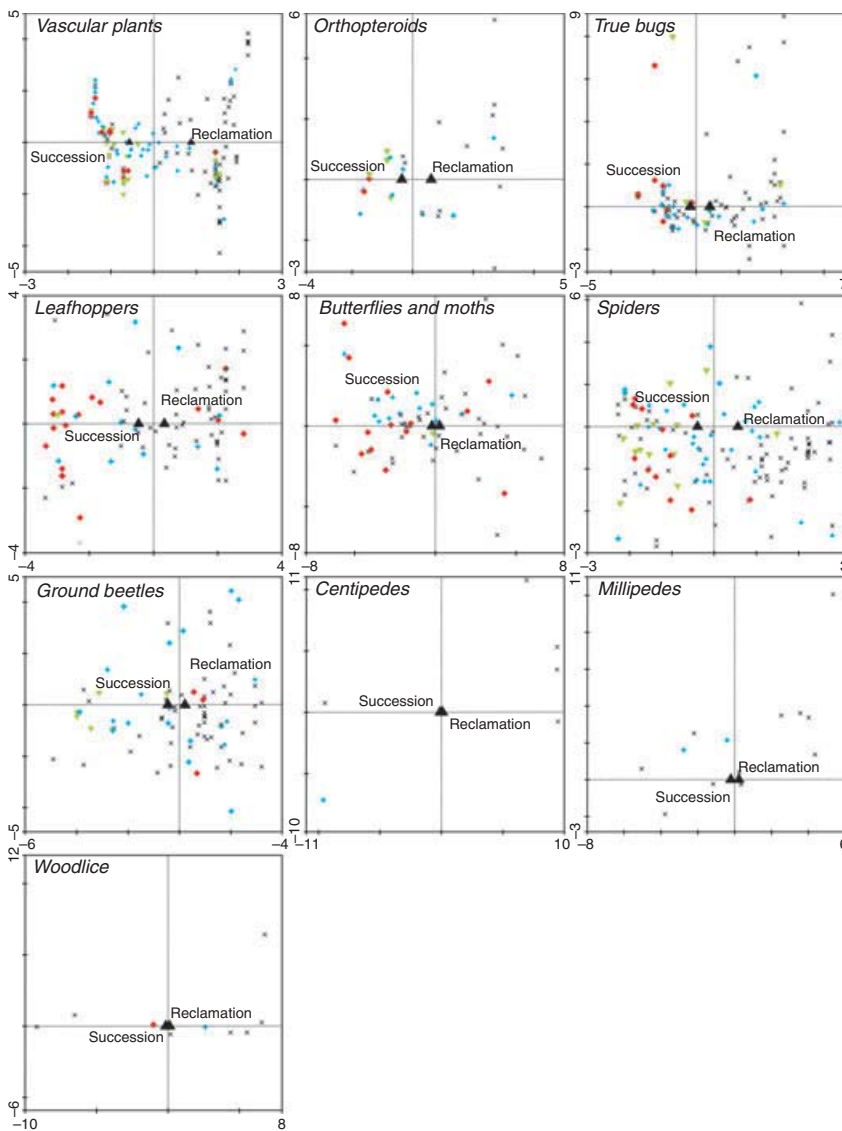 5
Vascular plants
Reclamation
Succession
−5
−3
3
6
Orthopteroids
Succession
Reclamation
−3
−4
5
9
True bugs
Succession
Reclamation
−3
−5
7
4
Leafhoppers
Reclamation
Succession
−4
−4
4
8
Butterflies and moths
Succession
Reclamation
−8
−8
8
6
Spiders
Succession
Reclamation
−3
−3
3
5
Ground beetles
Reclamation
Succession
−5
−6
−4
11
Centipedes
Succession
Reclamation
−10
−11
10
11
Millipedes
Reclamation
Succession
−3
−8
6
12
Woodlice
Reclamation
Succession
−6
−10
8